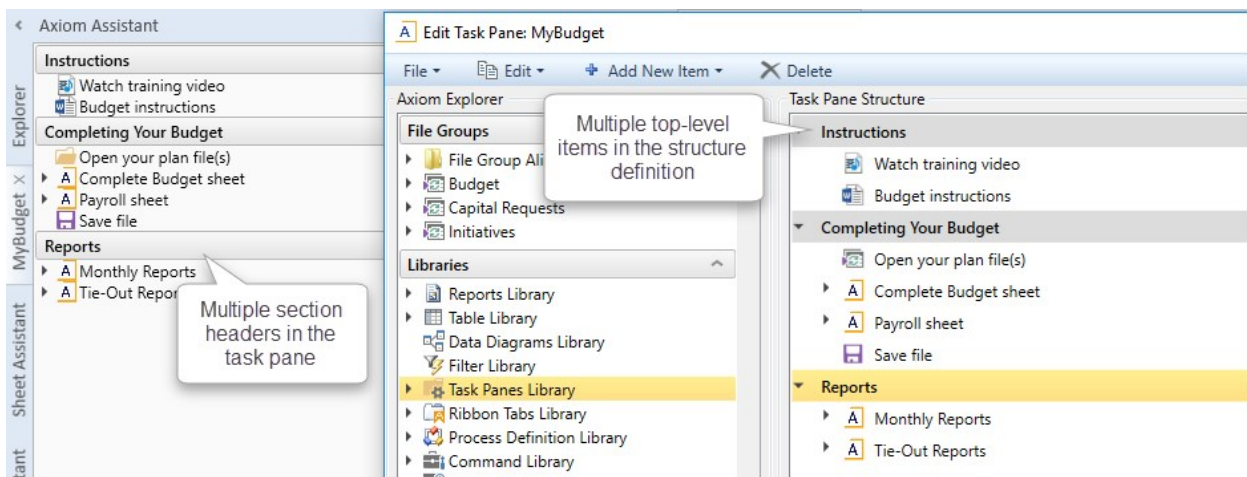 Axiom Assistant
Instructions
Watch training video
Budget instructions
Completing Your Budget
Open your plan file(s)
Complete Budget sheet
Payroll sheet
Save file
Reports
Monthly Reports
Tie-Out Repor
Multiple section
headers in the
task pane
Explorer
MyBudget
Sheet Assistant
tant
Edit Task Pane: MyBudget
File
Edit
Add New Item
Delete
Axiom Explorer
File Groups
File Group Ali
Budget
Capital Requests
Initiatives
Libraries
Reports Library
Table Library
Data Diagrams Library
Filter Library
Task Panes Library
Ribbon Tabs Library
Process Definition Library
Command Library
Multiple top-level
items in the structure
definition
Task Pane Structure
Instructions
Watch training video
Budget instructions
Completing Your Budget
Open your plan file(s)
Complete Budget sheet
Payroll sheet
Save file
Reports
Monthly Reports
Tie-Out Reports